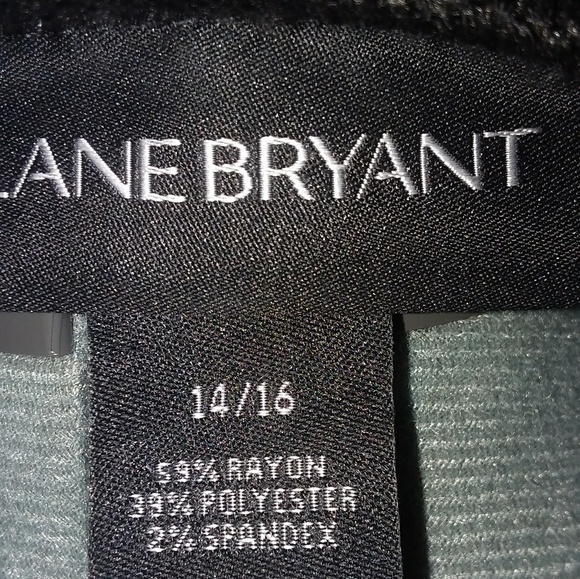 LANE BRYANT
14/16
59% RAYON
39% POLYESTER
2% SPANDEX